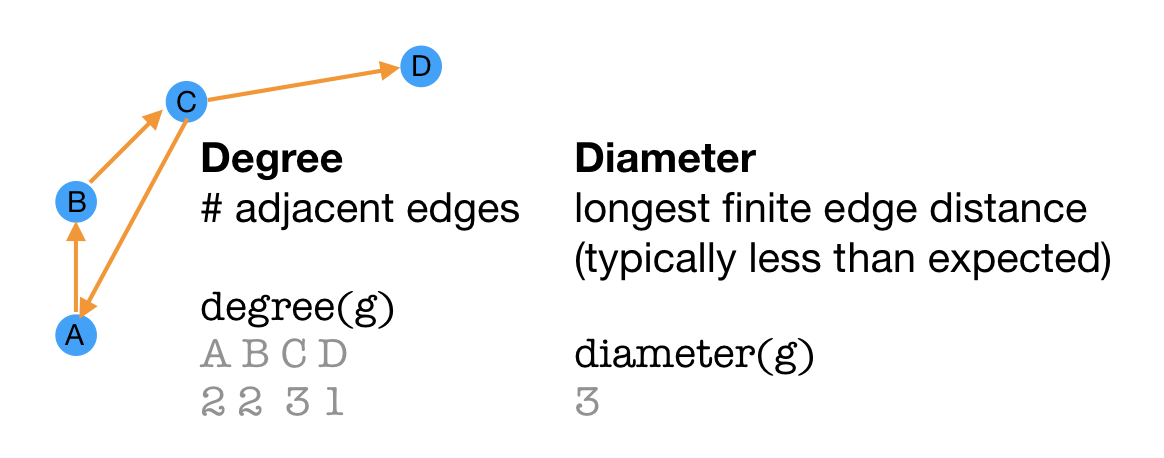 D
C
B
A
Degree
# adjacent edges
degree(g)
A B C D
2 2 3 1
Diameter
longest finite edge distance
(typically less than expected)
diameter(g)
3